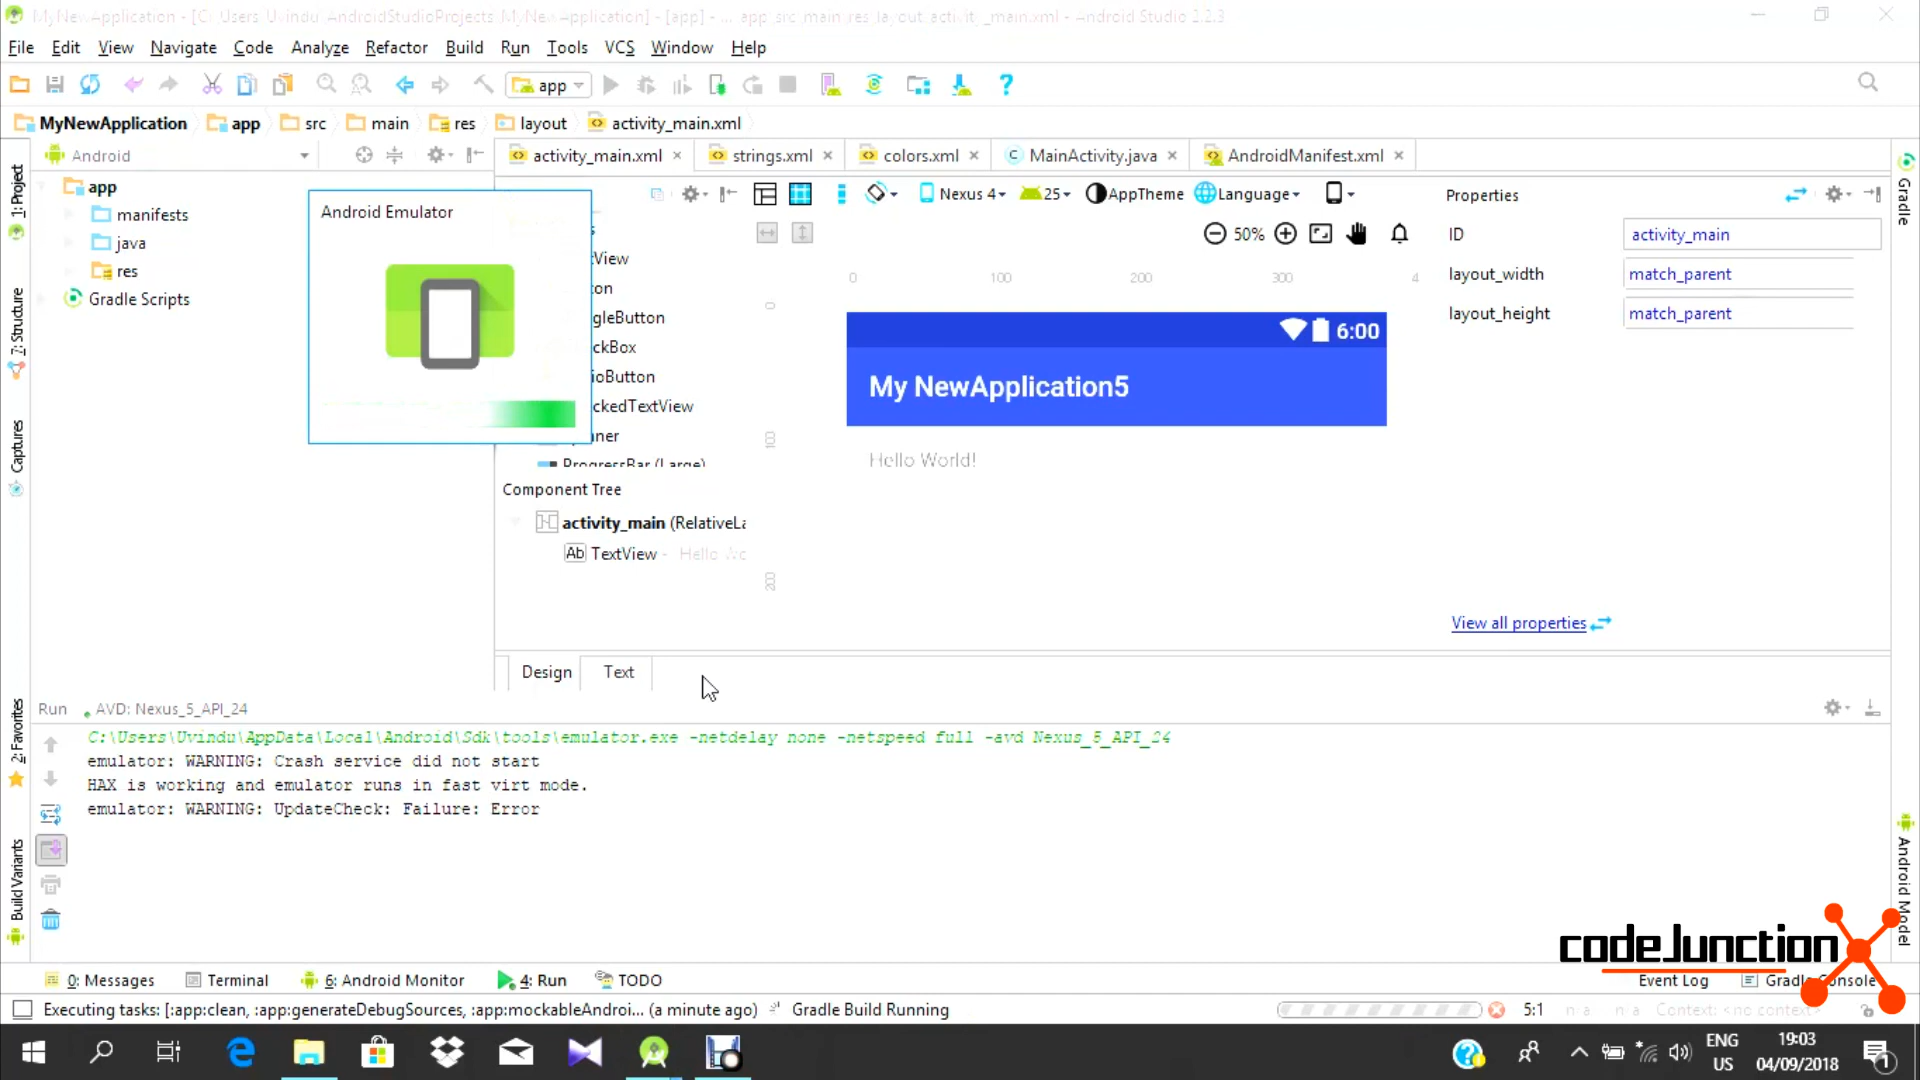 MyNewApplication - [C:\Users\Uvindu\AndroidStudioProjects\MyNewApplication] - [app] - ...\app\src\main\res\layout\activity_main.xml - Android Studio 2.2.3
File Edit View Navigate Code Analyze Refactor Build Run Tools VCS Window Help
app
MyNewApplication app src main res layout activity_main.xml
Android
activity_main.xml strings.xml colors.xml MainActivity.java AndroidManifest.xml
1: Project
7: Structure
Captures
2: Favorites
Build Variants
app
manifests
java
res
Gradle Scripts
Android Emulator
Nexus 4 25 AppTheme Language
50%
0 100 200 300 4
0
100
200
View
on
gleButton
ckBox
ioButton
ckedTextView
ner
ProgressBar (Large)
Component Tree
activity_main (RelativeLa
Ab TextView - Hello Wo
6:00
My NewApplication5
Hello World!
Properties
ID activity_main
layout_width match_parent
layout_height match_parent
View all properties
Gradle
Android Model
Design Text
Run AVD: Nexus_5_API_24
C:\Users\Uvindu\AppData\Local\Android\Sdk\tools\emulator.exe -netdelay none -netspeed full -avd Nexus_5_API_24
emulator: WARNING: Crash service did not start
HAX is working and emulator runs in fast virt mode.
emulator: WARNING: UpdateCheck: Failure: Error
codeJunction
0: Messages Terminal 6: Android Monitor 4: Run TODO Event Log Gradle Console
Executing tasks: [:app:clean, :app:generateDebugSources, :app:mockableAndroi... (a minute ago) Gradle Build Running 5:1 n/a n/a Context: <no context>
ENG
US
19:03
04/09/2018
1